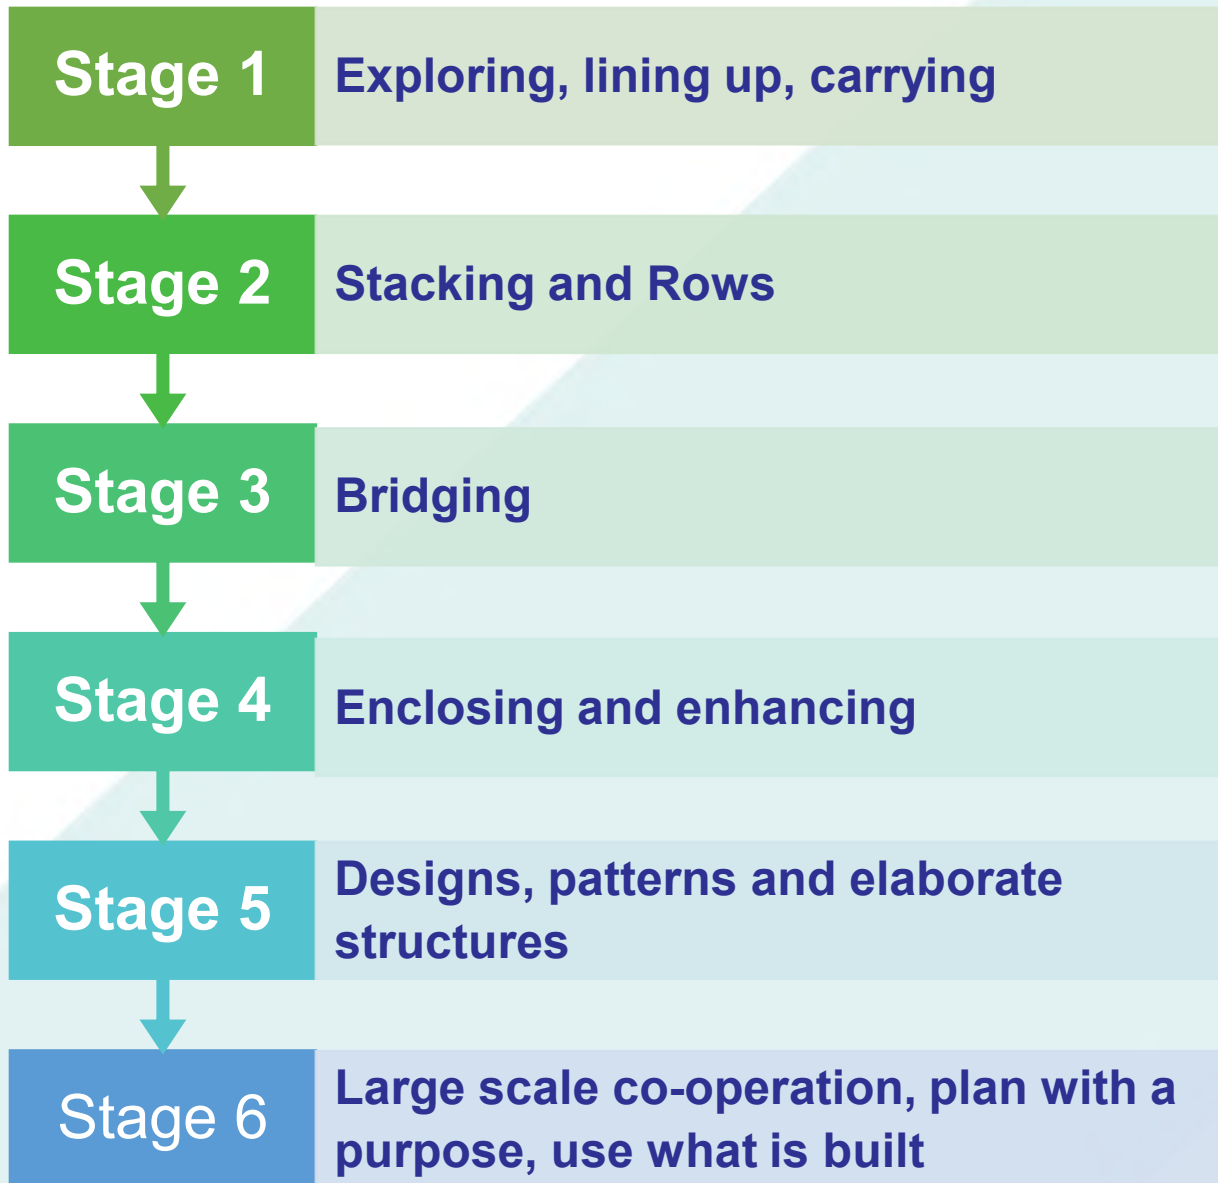 Stage 1
Exploring, lining up, carrying
Stage 2
Stacking and Rows
Stage 3
Bridging
Stage 4
Enclosing and enhancing
Stage 5
Designs, patterns and elaborate
structures
Stage 6
Large scale co-operation, plan with a
purpose, use what is built